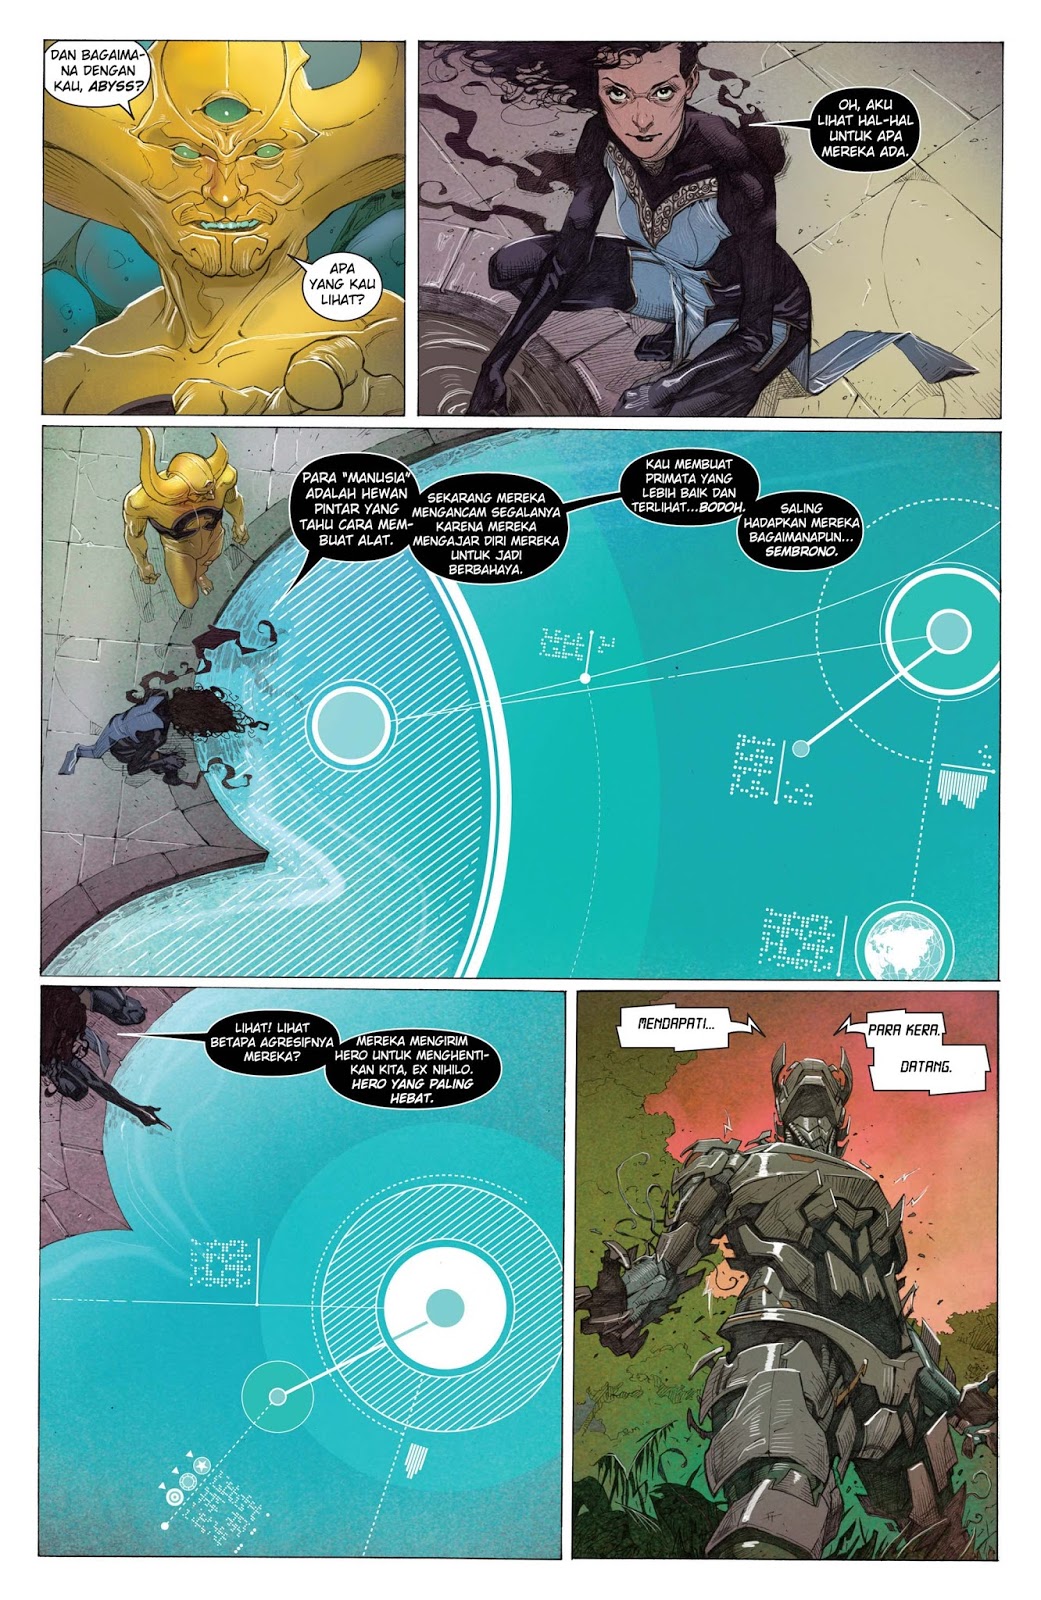 DAN BAGAIMA-
NA DENGAN
KAU, ABYSS?
APA
YANG KAU
LIHAT?
OH, AKU
LIHAT HAL-HAL
UNTUK APA
MEREKA ADA.
PARA "MANUSIA"
ADALAH HEWAN
PINTAR YANG
TAHU CARA MEM-
BUAT ALAT.
SEKARANG MEREKA
MENGANCAM SEGALANYA
KARENA MEREKA
MENGAJAR DIRI MEREKA
UNTUK JADI
BERBAHAYA.
KAU MEMBUAT
PRIMATA YANG
LEBIH BAIK DAN
TERLIHAT...BODOH.
SALING
HADAPKAN MEREKA
BAGAIMANAPUN...
SEMBRONO.
LIHAT! LIHAT
BETAPA AGRESIFNYA
MEREKA?
MEREKA MENGIRIM
HERO UNTUK MENGHENTI-
KAN KITA, EX NIHILO.
HERO YANG PALING
HEBAT.
MENDAPATI...
PARA KERA.
DATANG.